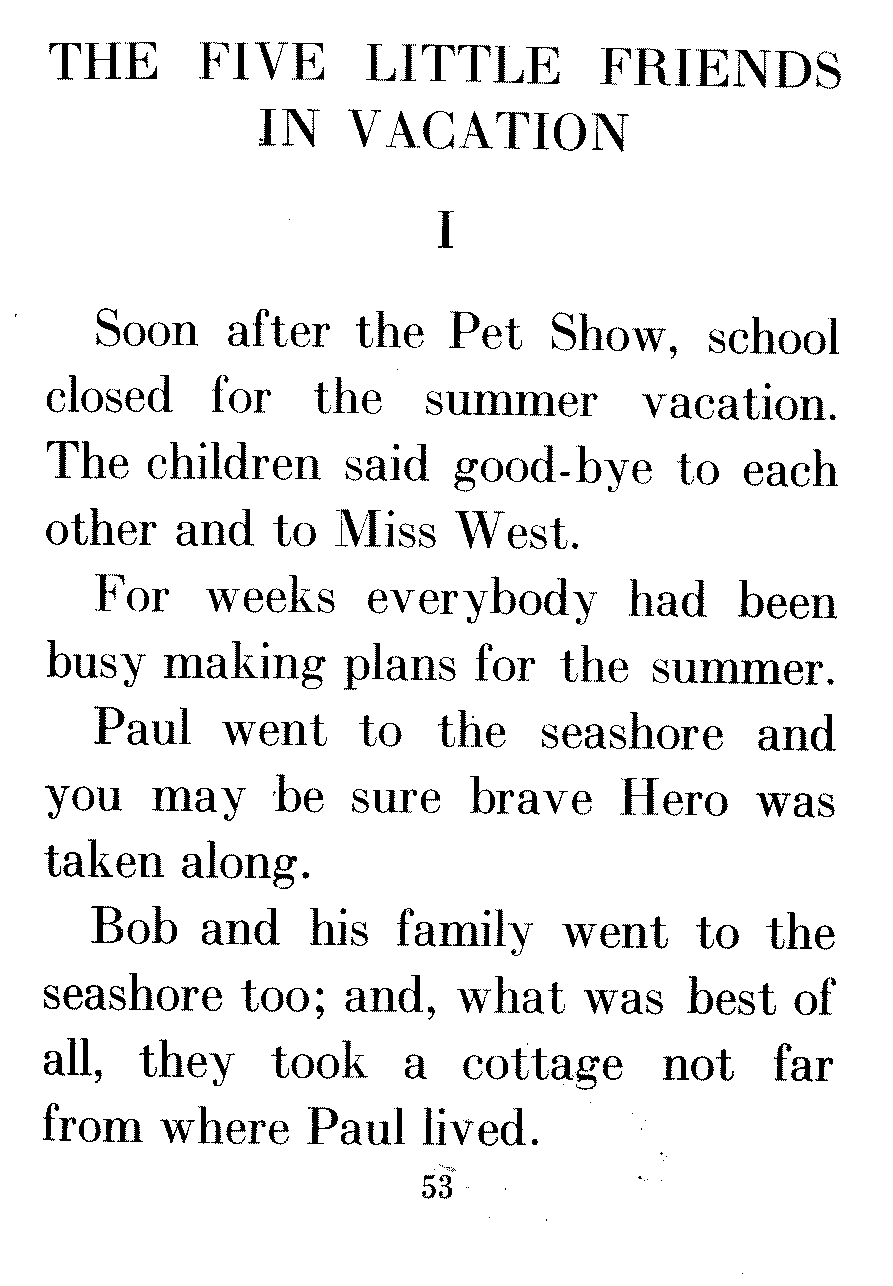 THE FIVE LITTLE FRIENDS
IN VACATION
I
Soon after the Pet Show, school
closed for the summer vacation.
The children said good-bye to each
other and to Miss West.
For weeks everybody had been
busy making plans for the summer.
Paul went to the seashore and
you may be sure brave Hero was
taken along.
Bob and his family went to the
seashore too; and, what was best of
all, they took a cottage not far
from where Paul lived.
53